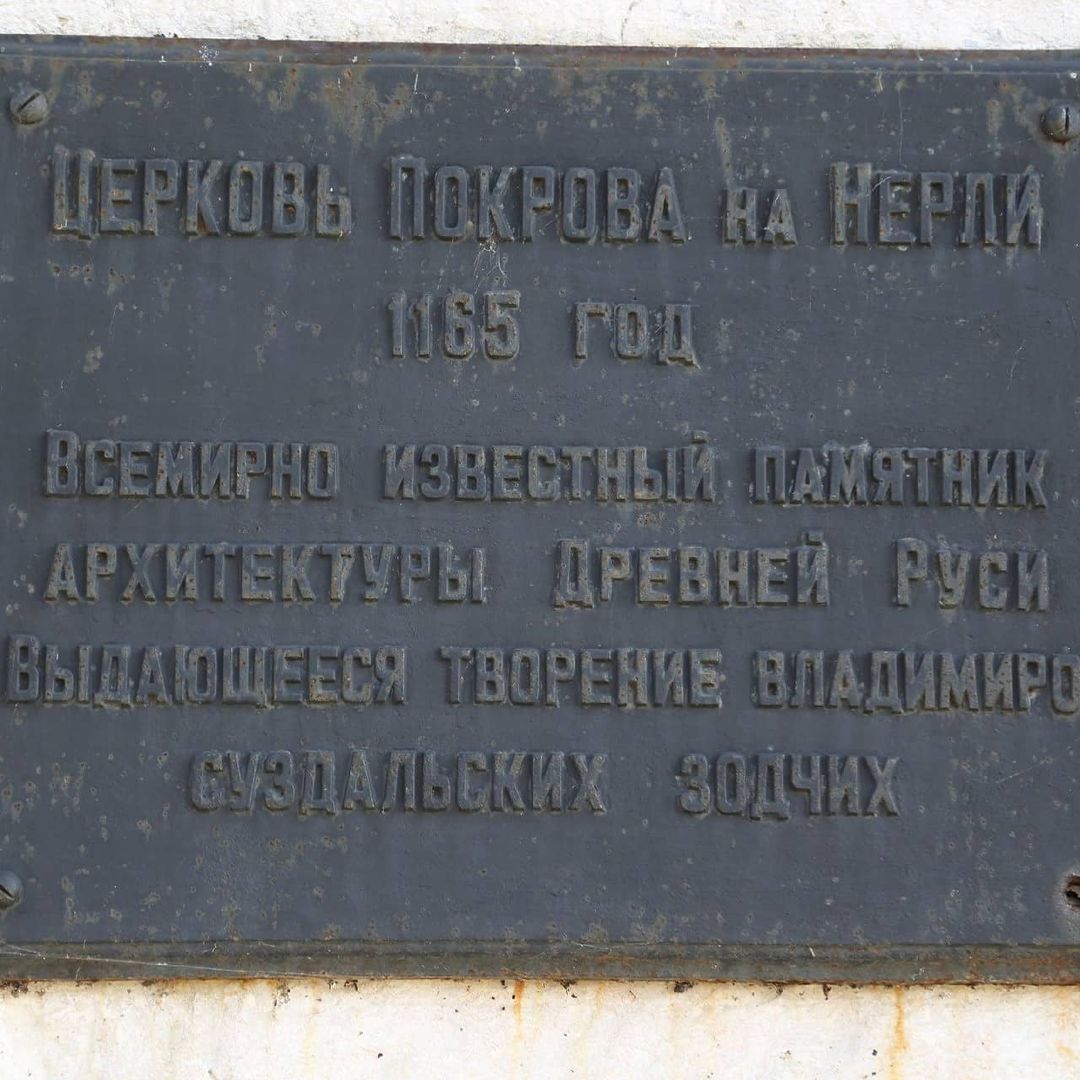 Церковь Покрова на Нерли
1165 год
Всемирно известный памятник
архитектуры Древней Руси
Выдающееся творение владимиро
суздальских зодчих